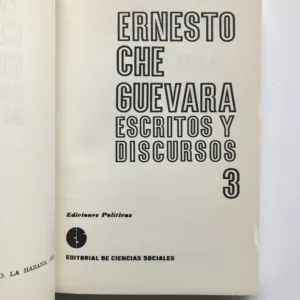 O. LA HABANA, 
ERNESTO
CHE
GUEVARA
ESCRITOS Y
DISCURSOS
3
Ediciones Políticas
EDITORIAL DE CIENCIAS SOCIALES